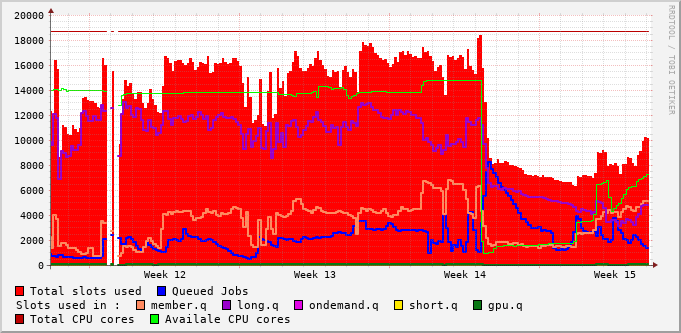 20000
18000
16000
14000
12000
10000
8000
6000
4000
2000
0
Week 12 Week 13 Week 14 Week 15
Total slots used Queued Jobs
Slots used in : member.q long.q ondemand.q short.q gpu.q
Total CPU cores Availale CPU cores
RRDTOOL / TOBI OETIKER